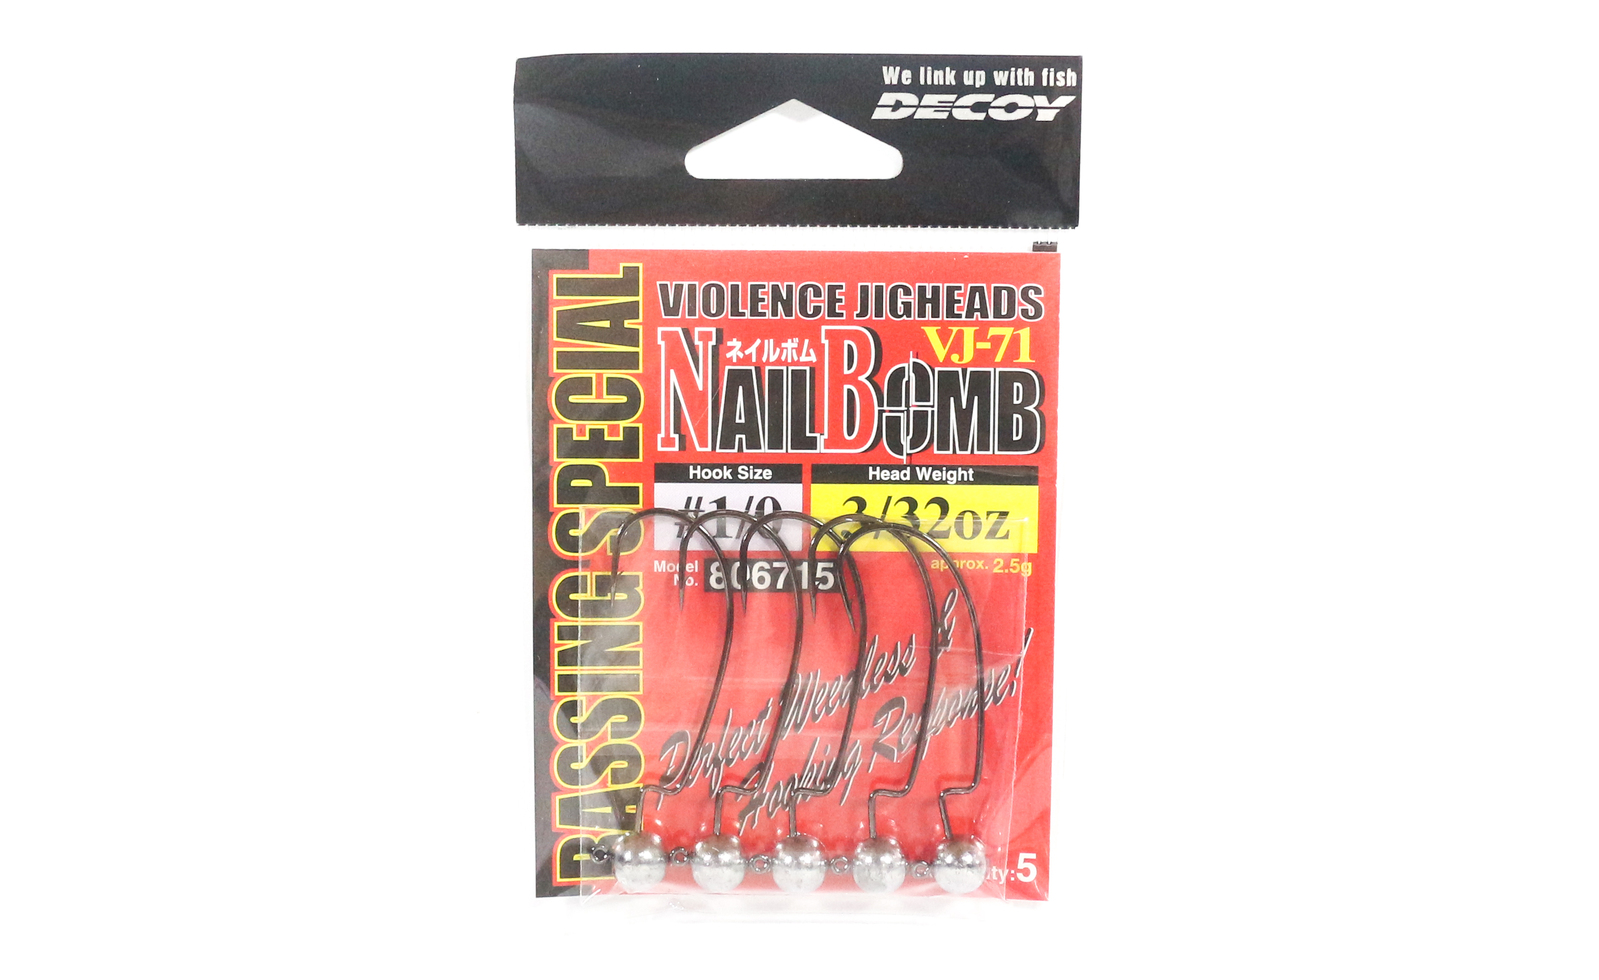 We link up with fish
DECOY
BASSING SPECIAL
VIOLENCE JIGHEADS
VJ-71
ネイルボム
NAIL BOMB
Hook Size
Head Weight
#1/0
3/32oz
Model No.
806715
approx. 2.5g
Perfect Weedless &
Hooking Response!
5